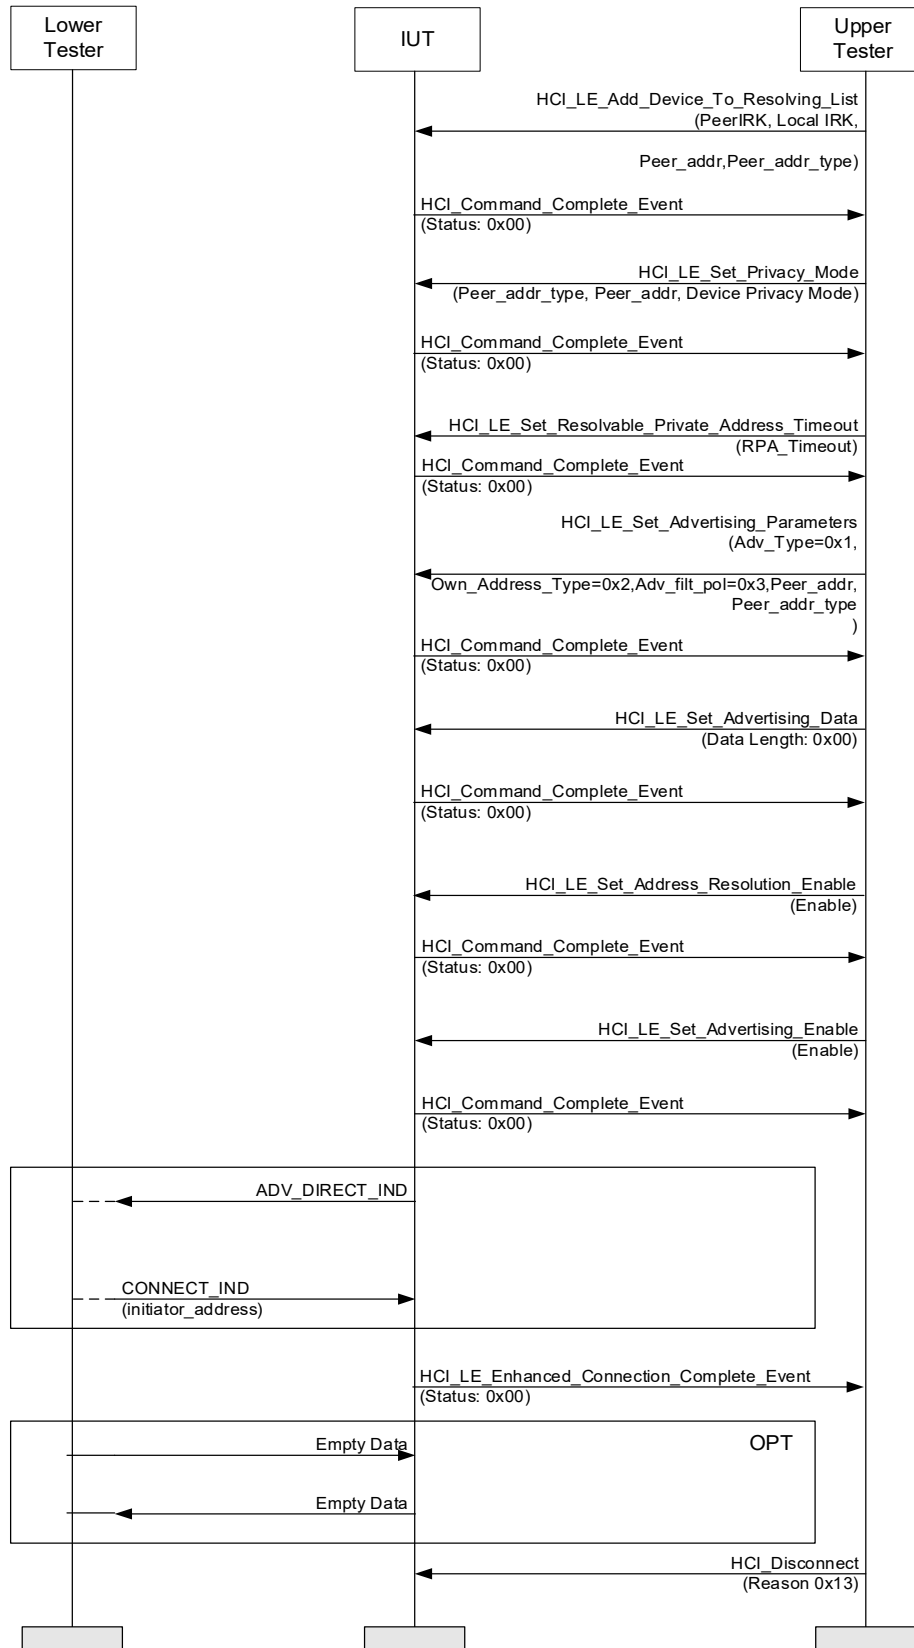 Lower
Tester
IUT
Upper
Tester
HCI_LE_Add_Device_To_Resolving_List
(PeerIRK, Local IRK,
Peer_addr,Peer_addr_type)
HCI_Command_Complete_Event
(Status: 0x00)
HCI_LE_Set_Privacy_Mode
(Peer_addr_type, Peer_addr, Device Privacy Mode)
HCI_Command_Complete_Event
(Status: 0x00)
HCI_LE_Set_Resolvable_Private_Address_Timeout
(RPA_Timeout)
HCI_Command_Complete_Event
(Status: 0x00)
HCI_LE_Set_Advertising_Parameters
(Adv_Type=0x1,
Own_Address_Type=0x2,Adv_filt_pol=0x3,Peer_addr,
Peer_addr_type
)
HCI_Command_Complete_Event
(Status: 0x00)
HCI_LE_Set_Advertising_Data
(Data Length: 0x00)
HCI_Command_Complete_Event
(Status: 0x00)
HCI_LE_Set_Address_Resolution_Enable
(Enable)
HCI_Command_Complete_Event
(Status: 0x00)
HCI_LE_Set_Advertising_Enable
(Enable)
HCI_Command_Complete_Event
(Status: 0x00)
ADV_DIRECT_IND
CONNECT_IND
(initiator_address)
HCI_LE_Enhanced_Connection_Complete_Event
(Status: 0x00)
Empty Data
OPT
Empty Data
HCI_Disconnect
(Reason 0x13)